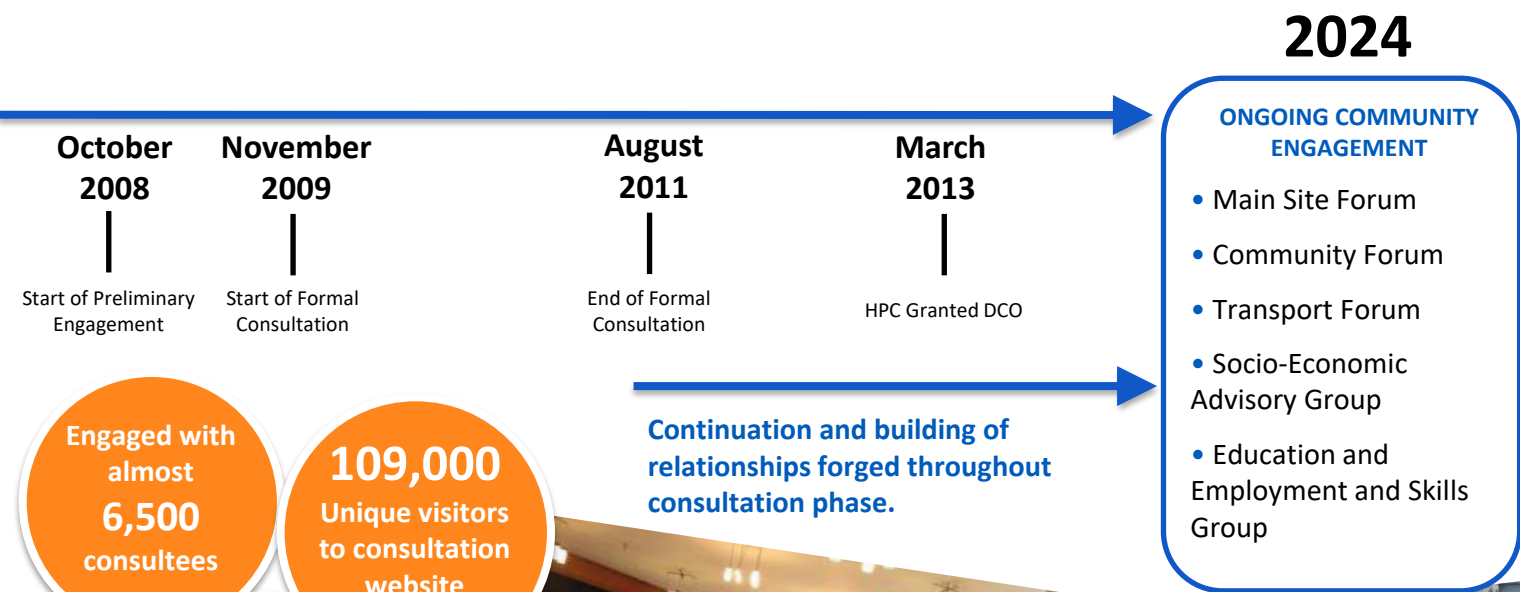 2024
October
2008
Start of Preliminary
Engagement
November
2009
Start of Formal
Consultation
August
2011
End of Formal
Consultation
March
2013
HPC Granted DCO
ONGOING COMMUNITY
ENGAGEMENT
• Main Site Forum
• Community Forum
• Transport Forum
• Socio-Economic
Advisory Group
• Education and
Employment and Skills
Group
Engaged with
almost
6,500
consultees
109,000
Unique visitors
to consultation
website
Continuation and building of
relationships forged throughout
consultation phase.